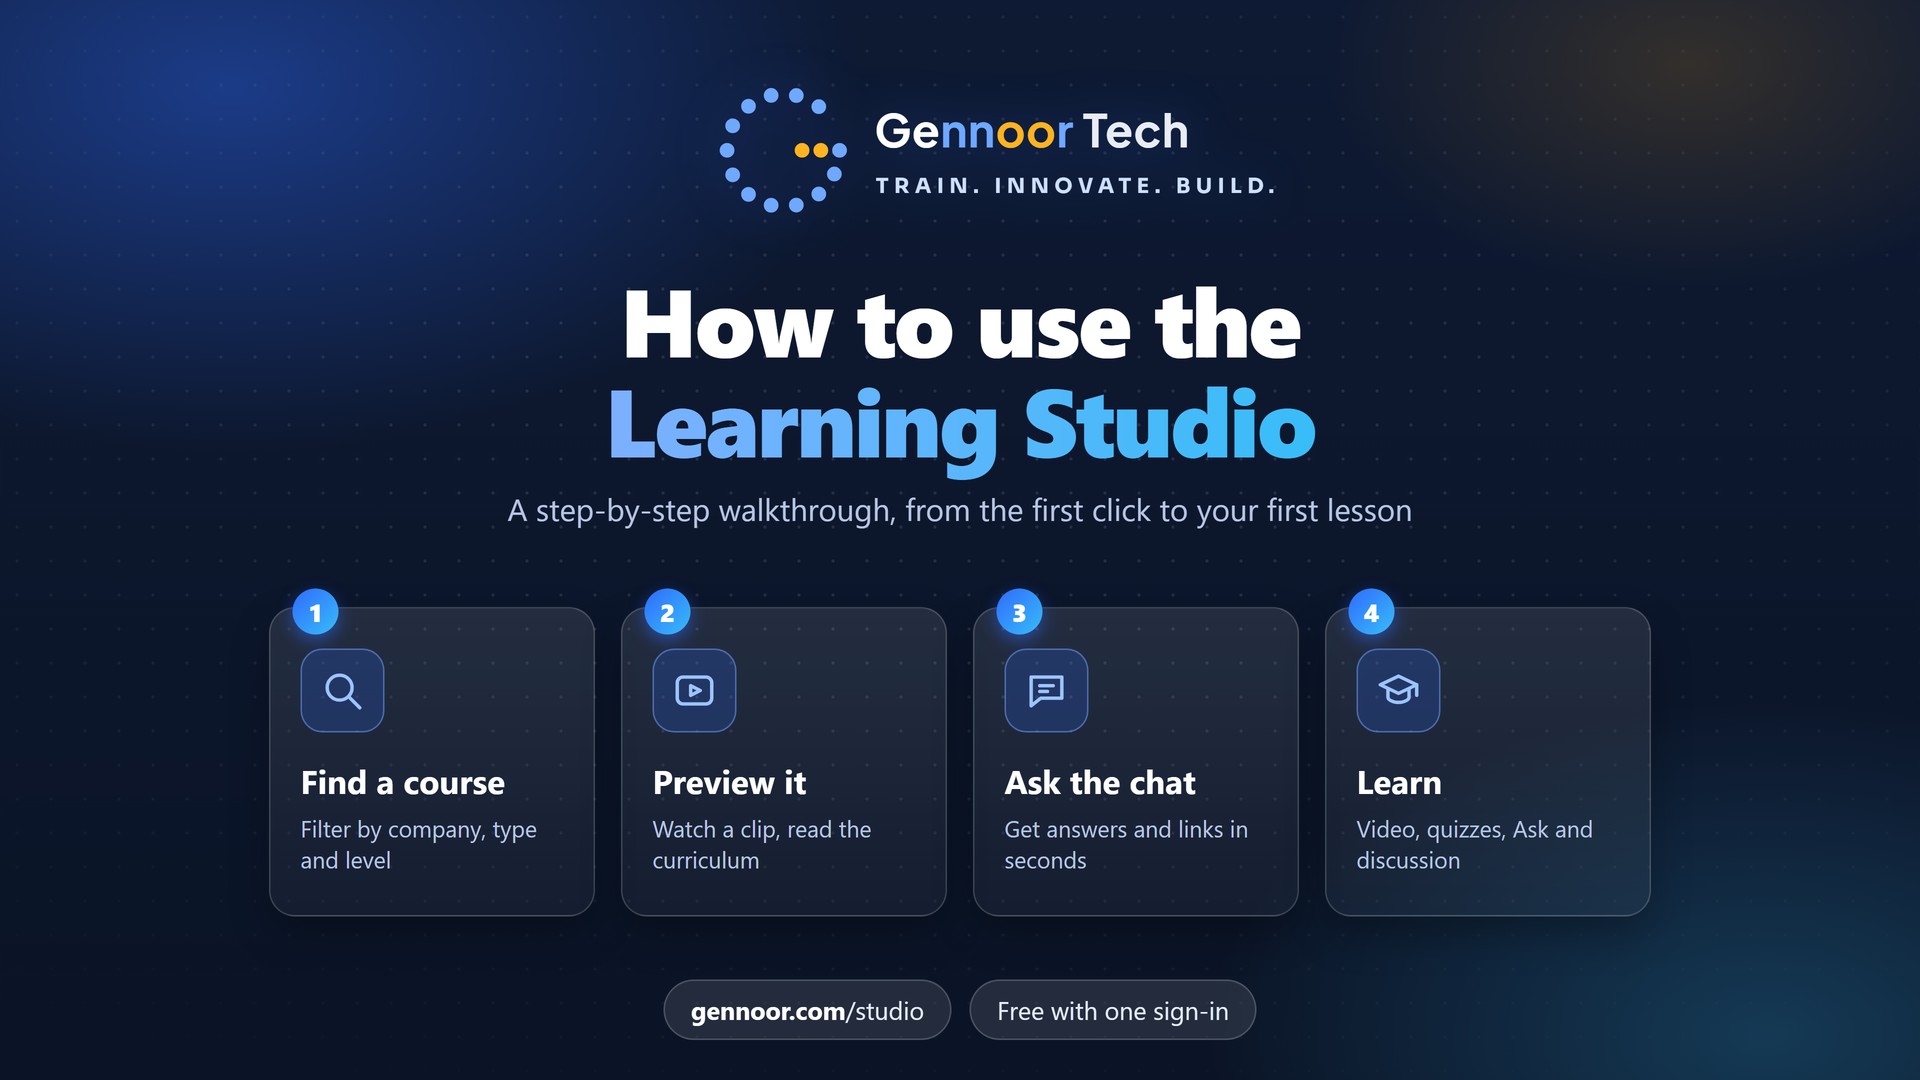 Gennoor Tech
TRAIN. INNOVATE. BUILD.
How to use the
Learning Studio
A step-by-step walkthrough, from the first click to your first lesson
1
Find a course
Filter by company, type
and level
2
Preview it
Watch a clip, read the
curriculum
3
Ask the chat
Get answers and links in
seconds
4
Learn
Video, quizzes, Ask and
discussion
gennoor.com/studio
Free with one sign-in